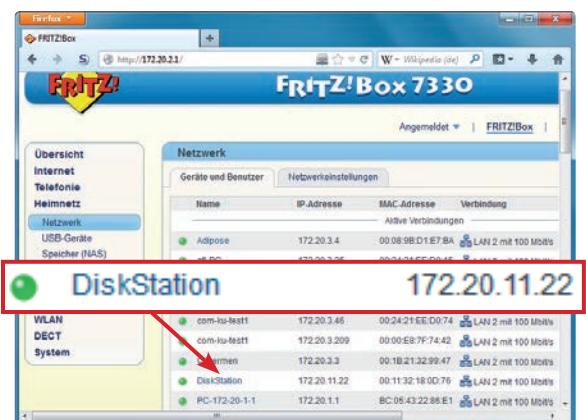 Firefox
FRITZ!Box
http://172.20.2.1/
W - Wikipedia (de)
FRITZ!
FRITZ!Box 7330
Angemeldet | FRITZ!Box |
Übersicht
Internet
Telefonie
Heimnetz
Netzwerk
USB-Geräte
Speicher (NAS)
WLAN
DECT
System
Netzwerk
Geräte und Benutzer
Netzwerkeinstellungen
Name IP-Adresse MAC-Adresse Verbindung
Aktive Verbindungen
Adipose 172.20.3.4 00:08:9B:D1:E7:BA LAN 2 mit 100 Mbit/s
DiskStation 172.20.11.22
com-ku-test1 172.20.3.46 00:24:21:EE:D0:74 LAN 2 mit 100 Mbit/s
com-ku-test1 172.20.3.209 00:00:E8:7F:74:42 LAN 2 mit 100 Mbit/s
172.20.3.3 00:1B:21:32:99:47 LAN 2 mit 100 Mbit/s
DiskStation 172.20.11.22 00:11:32:18:0D:76 LAN 2 mit 100 Mbit/s
PC-172-20-1-1 172.20.1.1 BC:05:43:22:86:E1 LAN 2 mit 100 Mbit/s